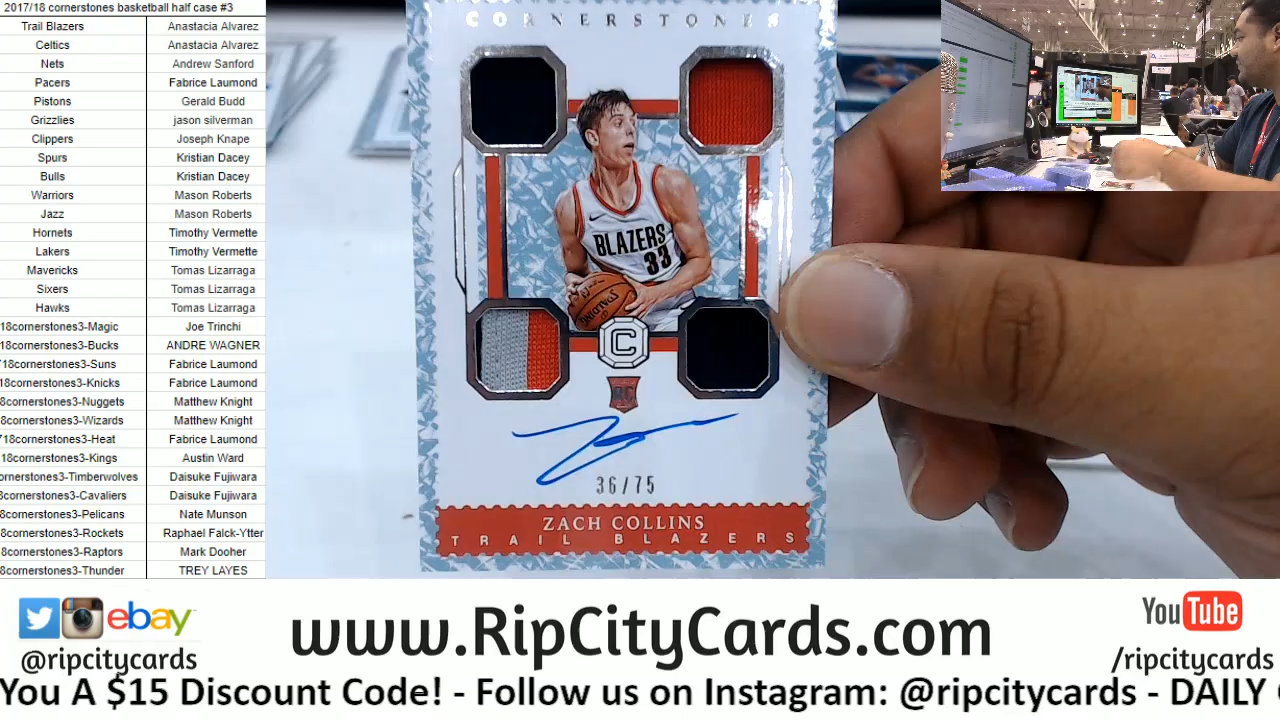 2017/18 cornerstones basketball half case #3
Trail Blazers Anastacia Alvarez
Celtics Anastacia Alvarez
Nets Andrew Sanford
Pacers Fabrice Laumond
Pistons Gerald Budd
Grizzlies jason silverman
Clippers Joseph Knape
Spurs Kristian Dacey
Bulls Kristian Dacey
Warriors Mason Roberts
Jazz Mason Roberts
Hornets Timothy Vermette
Lakers Timothy Vermette
Mavericks Tomas Lizarraga
Sixers Tomas Lizarraga
Hawks Tomas Lizarraga
18cornerstones3-Magic Joe Trinchi
18cornerstones3-Bucks ANDRE WAGNER
18cornerstones3-Suns Fabrice Laumond
18cornerstones3-Knicks Fabrice Laumond
8cornerstones3-Nuggets Matthew Knight
8cornerstones3-Wizards Matthew Knight
18cornerstones3-Heat Fabrice Laumond
18cornerstones3-Kings Austin Ward
ornerstones3-Timberwolves Daisuke Fujiwara
8cornerstones3-Cavaliers Daisuke Fujiwara
8cornerstones3-Pelicans Nate Munson
8cornerstones3-Rockets Raphael Falck-Ytter
8cornerstones3-Raptors Mark Dooher
8cornerstones3-Thunder TREY LAYES
CORNERSTONES
BLAZERS
33
SPALDING
C
RC
36/75
ZACH COLLINS
TRAIL BLAZERS
ebay
@ripcitycards
www.RipCityCards.com
YouTube
/ripcitycards
You A $15 Discount Code! - Follow us on Instagram: @ripcitycards - DAILY